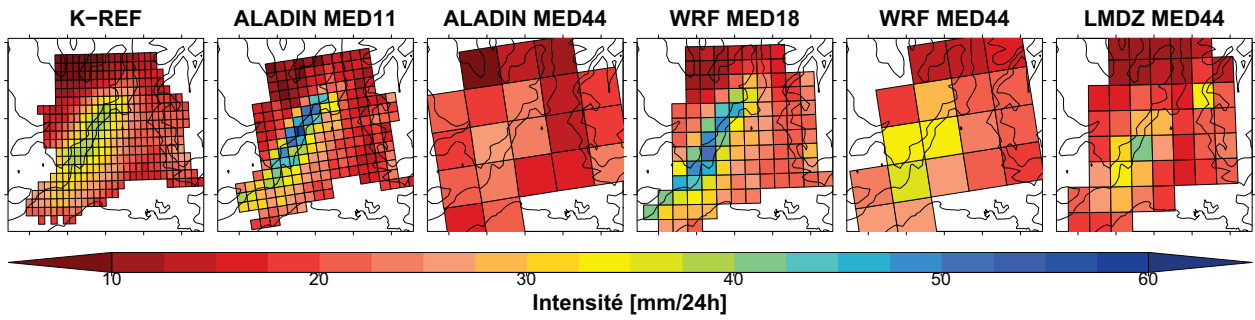 K−REF ALADIN MED11 ALADIN MED44 WRF MED18 WRF MED44 LMDZ MED44
10 20 30 40 50 60
Intensité [mm/24h]